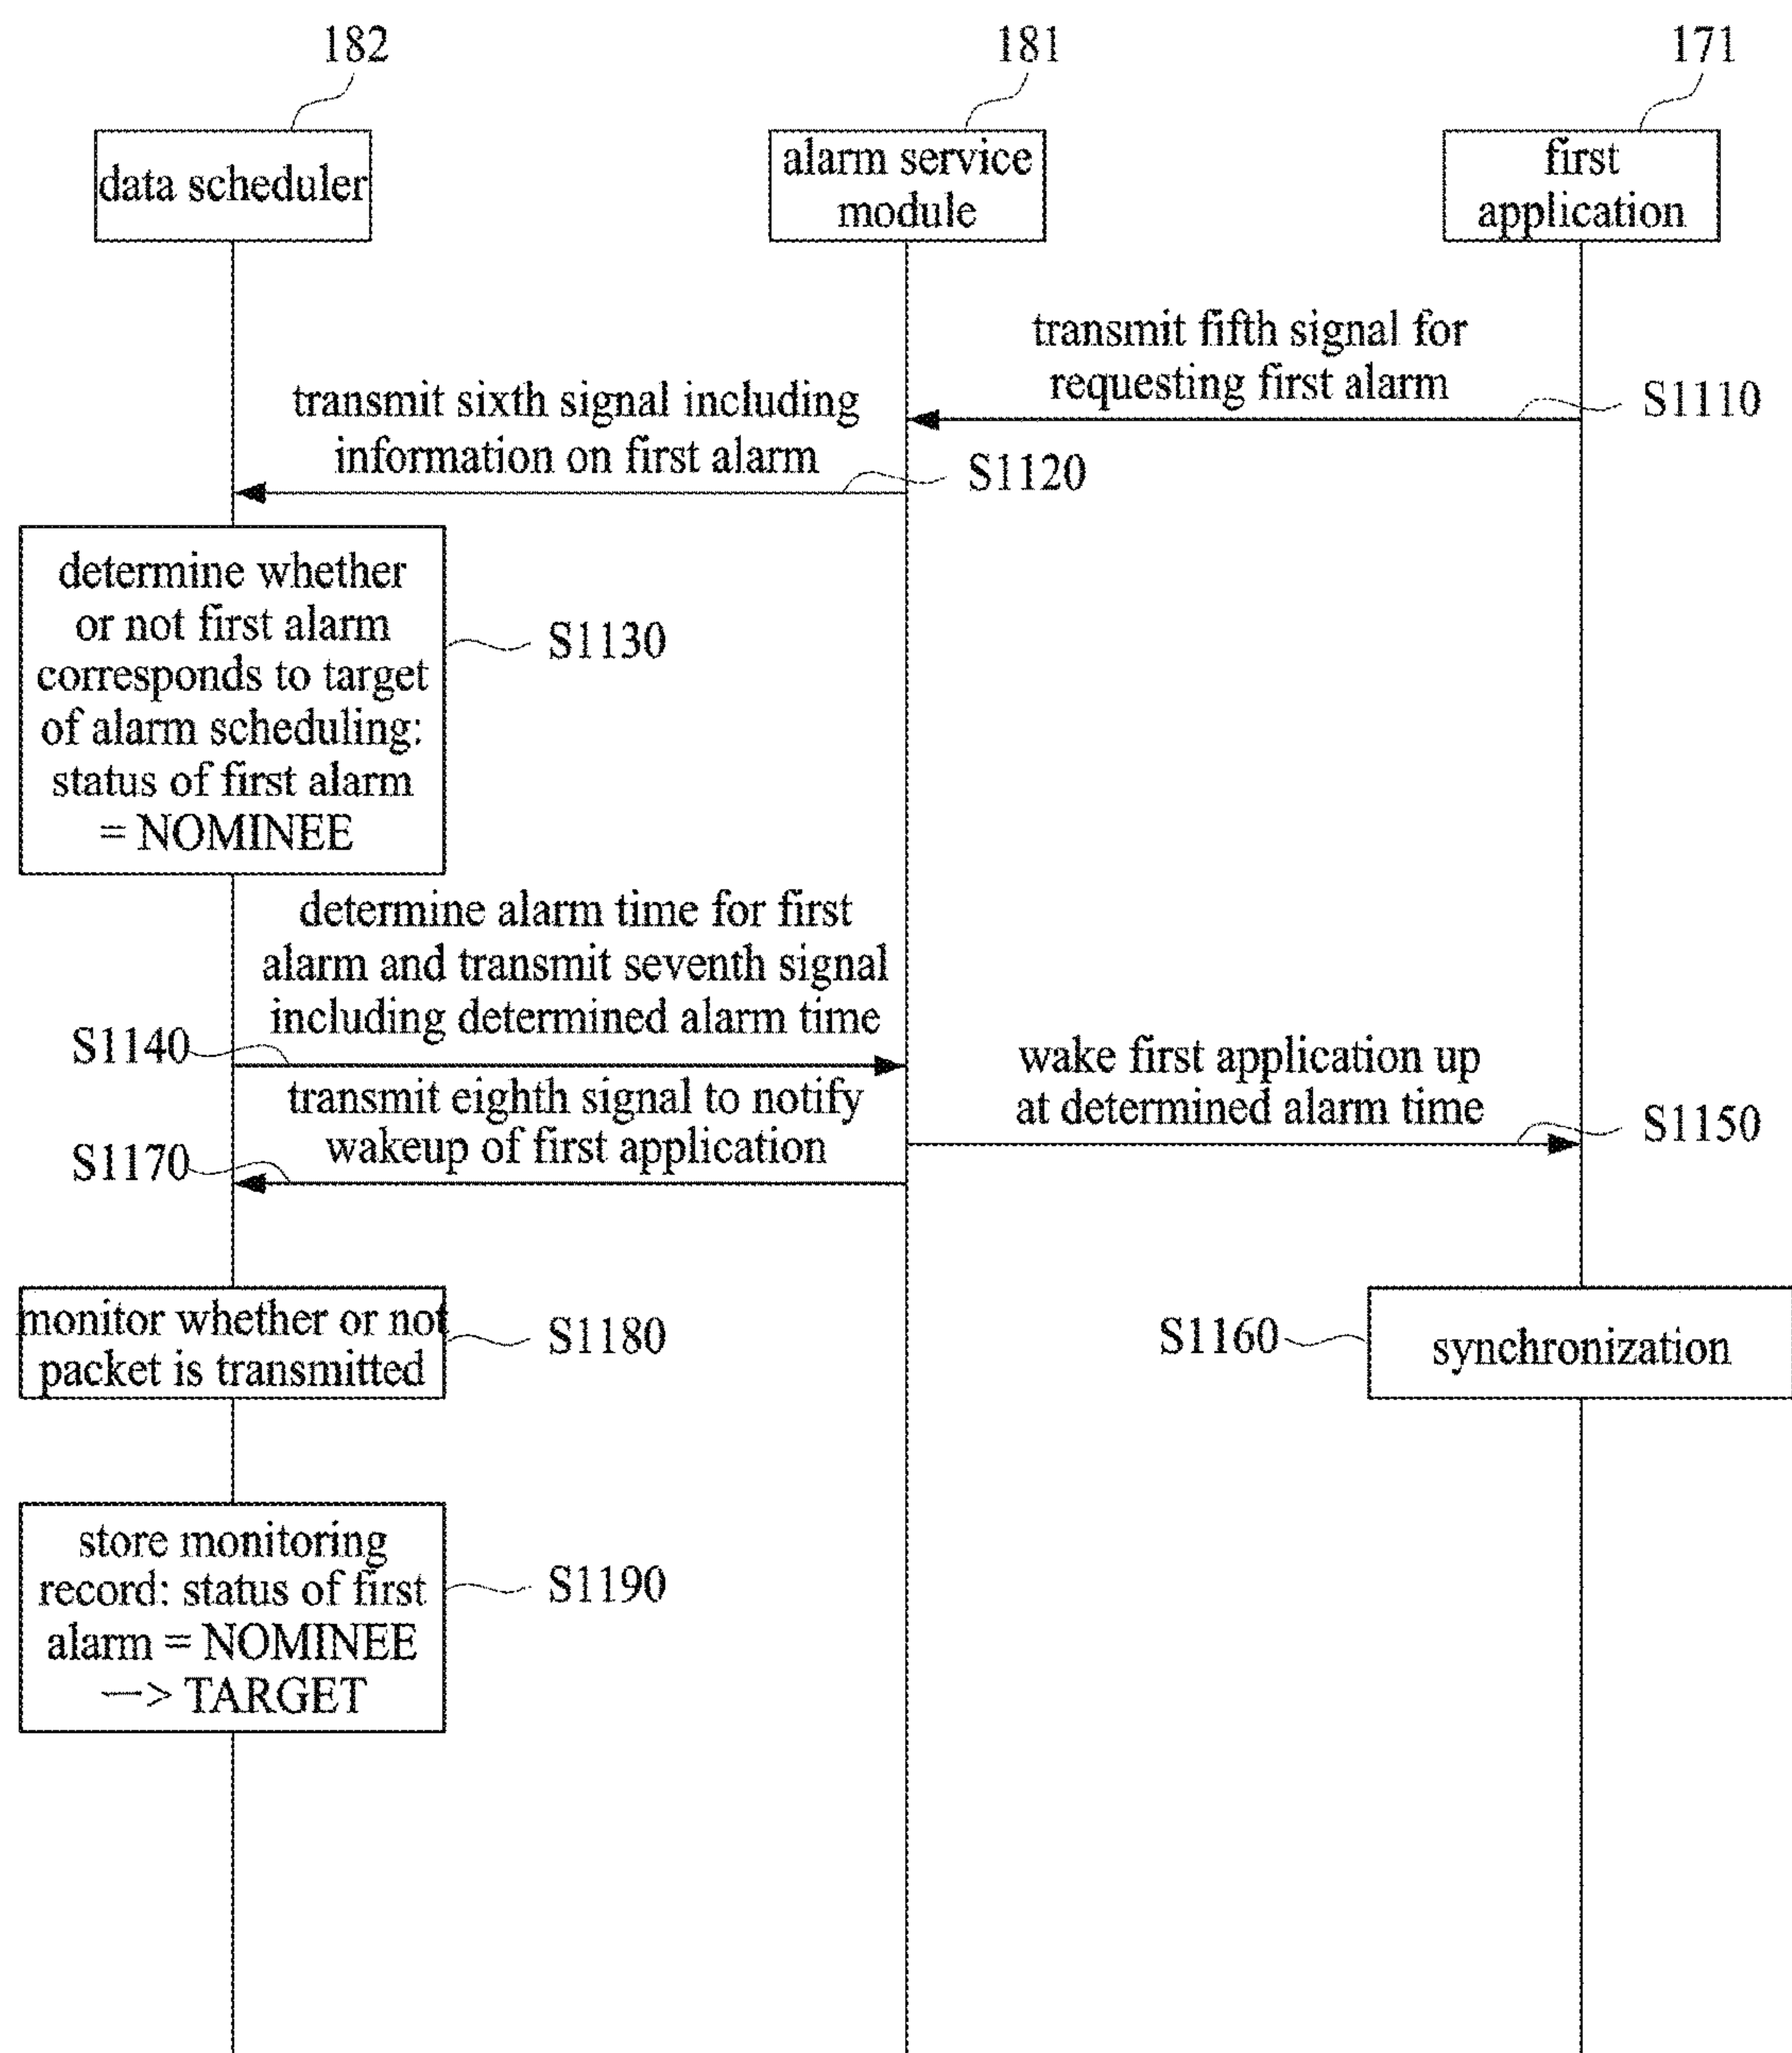 182
181
171
data scheduler
alarm service
module
first
application
transmit fifth signal for
requesting first alarm
S1110
transmit sixth signal including
information on first alarm
S1120
determine whether
or not first alarm
corresponds to target
of alarm scheduling:
status of first alarm
= NOMINEE
S1130
determine alarm time for first
alarm and transmit seventh signal
including determined alarm time
S1140
wake first application up
at determined alarm time
S1150
transmit eighth signal to notify
wakeup of first application
S1170
monitor whether or not
packet is transmitted
S1180
S1160
synchronization
store monitoring
record: status of first
alarm = NOMINEE
—> TARGET
S1190